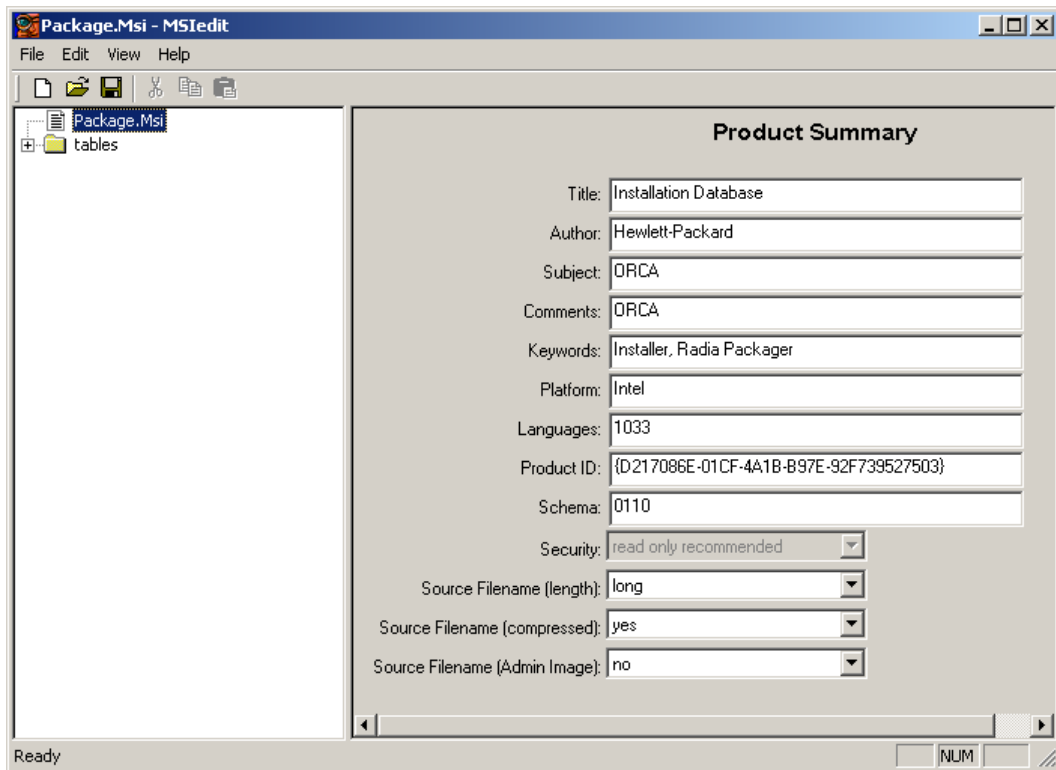 Package.Msi - MSIedit
File Edit View Help
Package.Msi
tables
Product Summary
Title: Installation Database
Author: Hewlett-Packard
Subject: ORCA
Comments: ORCA
Keywords: Installer, Radia Packager
Platform: Intel
Languages: 1033
Product ID: {D217086E-01CF-4A1B-B97E-92F739527503}
Schema: 0110
Security: read only recommended
Source Filename (length): long
Source Filename (compressed): yes
Source Filename (Admin Image): no
Ready NUM